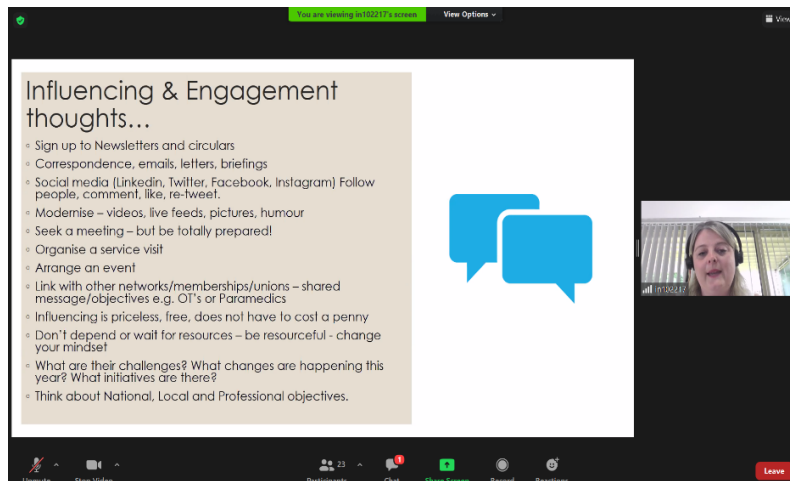 You are viewing in102217's screen
View Options
View
Influencing & Engagement
thoughts…
Sign up to Newsletters and circulars
Correspondence, emails, letters, briefings
Social media (Linkedin, Twitter, Facebook, Instagram) Follow
people, comment, like, re-tweet.
Modernise – videos, live feeds, pictures, humour
Seek a meeting – but be totally prepared!
Organise a service visit
Arrange an event
Link with other networks/memberships/unions – shared
message/objectives e.g. OT's or Paramedics
Influencing is priceless, free, does not have to cost a penny
Don't depend or wait for resources – be resourceful - change
your mindset
What are their challenges? What changes are happening this
year? What initiatives are there?
Think about National, Local and Professional objectives.
in102217
23
1
Unmute
Stop Video
Participants
Chat
Share Screen
Record
Reactions
Leave